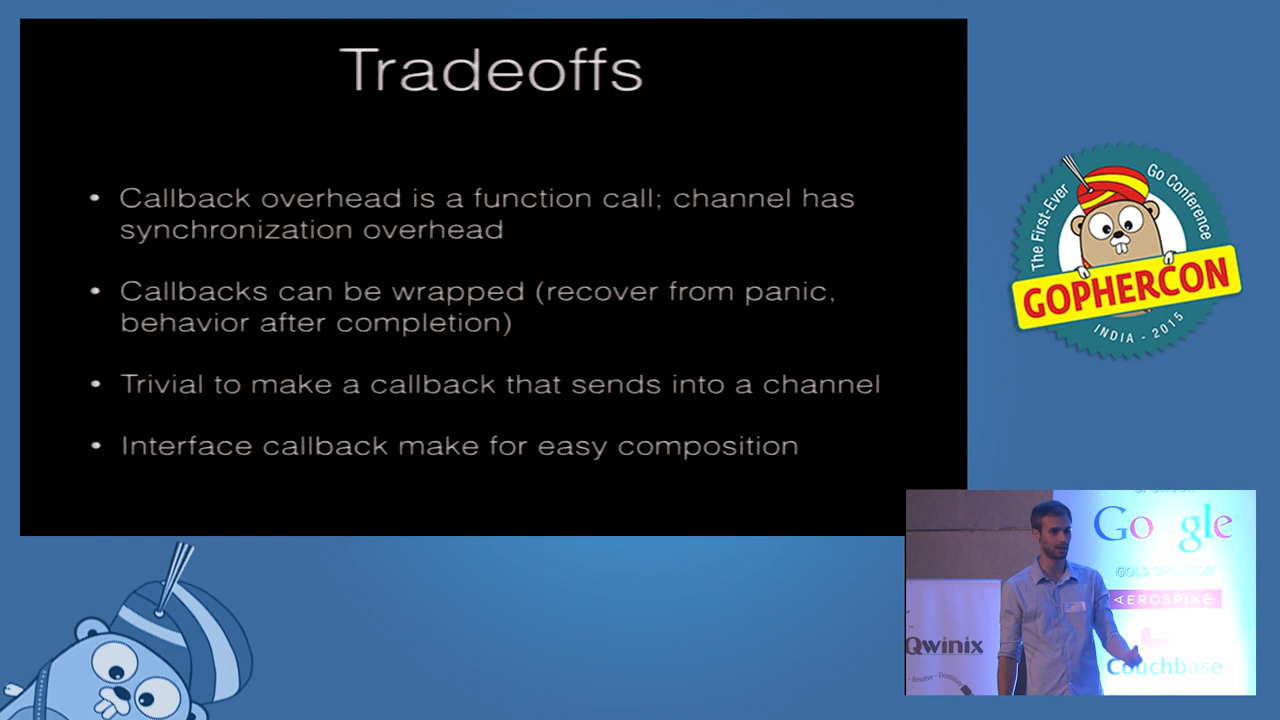 Tradeoffs
• Callback overhead is a function call; channel has
synchronization overhead
• Callbacks can be wrapped (recover from panic,
behavior after completion)
• Trivial to make a callback that sends into a channel
• Interface callback make for easy composition
The First-Ever
Go Conference
GOPHERCON
INDIA - 2015
Google
GOLD SPONSOR
AEROSPIKE
Couchbase
Qwinix
- Resolve - Dominate